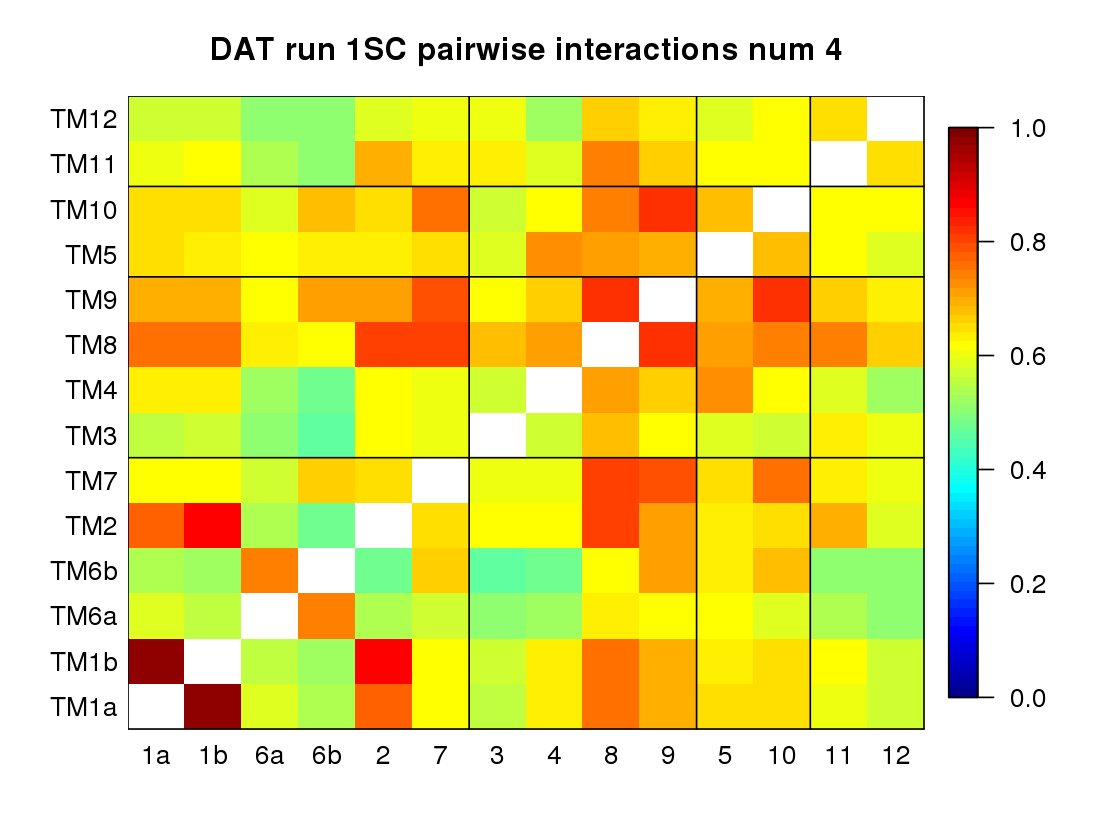 DAT run 1SC pairwise interactions num 4
TM12
TM11
TM10
TM5
TM9
TM8
TM4
TM3
TM7
TM2
TM6b
TM6a
TM1b
TM1a
1a 1b 6a 6b 2 7 3 4 8 9 5 10 11 12
1.0
0.8
0.6
0.4
0.2
0.0